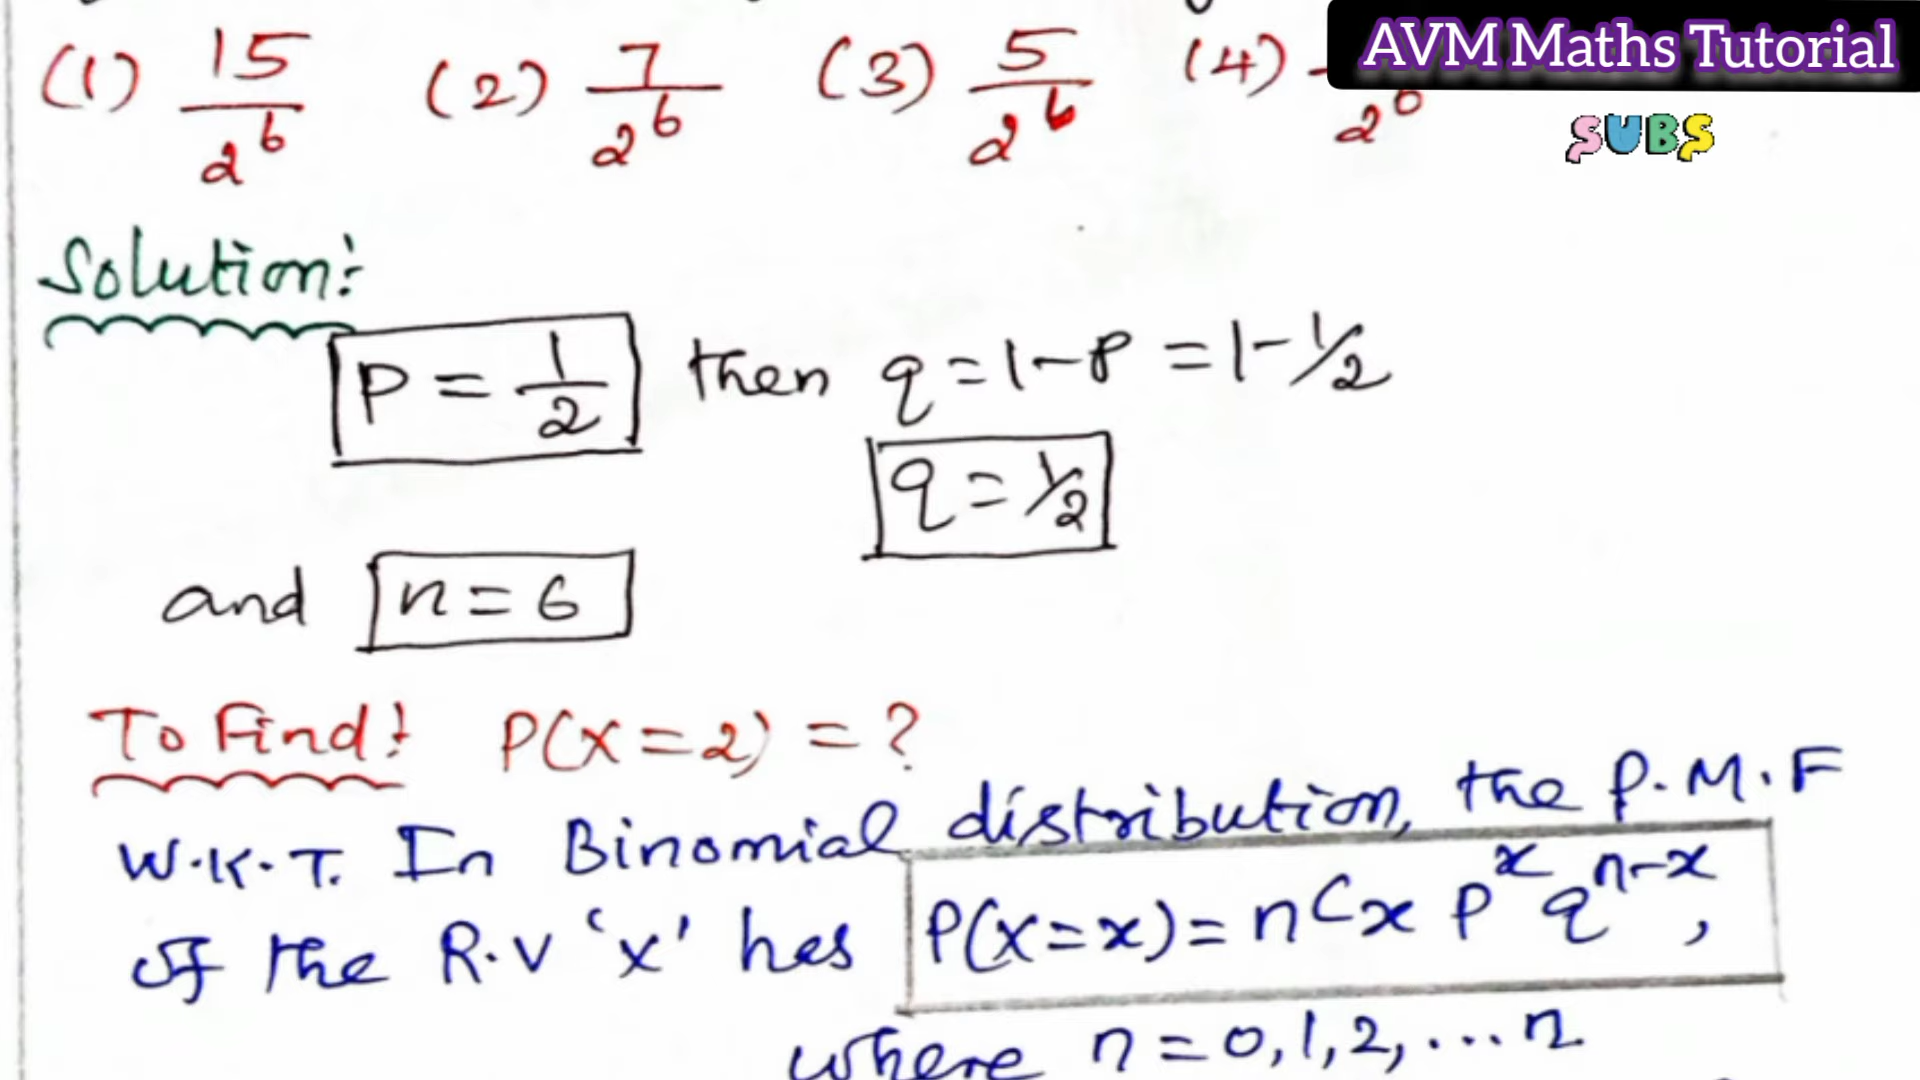 AVM Maths Tutorial
SUBS
(1) 15/2^6 (2) 7/2^6 (3) 5/2^6 (4)
Solution:
P = 1/2 then q = 1 - P = 1 - 1/2
q = 1/2
and n = 6
To Find: P(X = 2) = ?
W.K.T. In Binomial distribution, the P.M.F
of the R.V 'X' has P(X = x) = nCx P^x q^n-x,
where n = 0, 1, 2, ... n